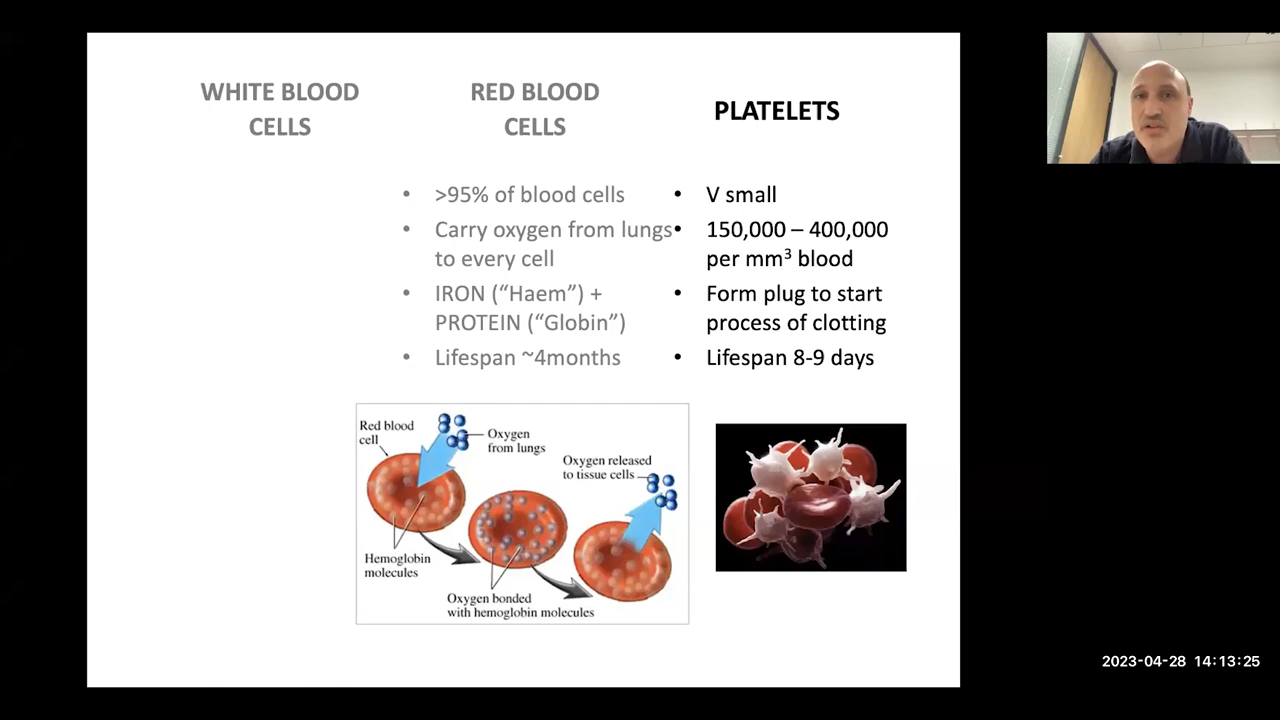 WHITE BLOOD
CELLS
RED BLOOD
CELLS
PLATELETS
• >95% of blood cells
• Carry oxygen from lungs
to every cell
• IRON (“Haem”) +
PROTEIN (“Globin”)
• Lifespan ~4months
• V small
• 150,000 – 400,000
per mm³ blood
• Form plug to start
process of clotting
• Lifespan 8-9 days
Red blood
cell
Oxygen
from lungs
Oxygen released
to tissue cells
Hemoglobin
molecules
Oxygen bonded
with hemoglobin molecules
2023-04-28 14:13:25